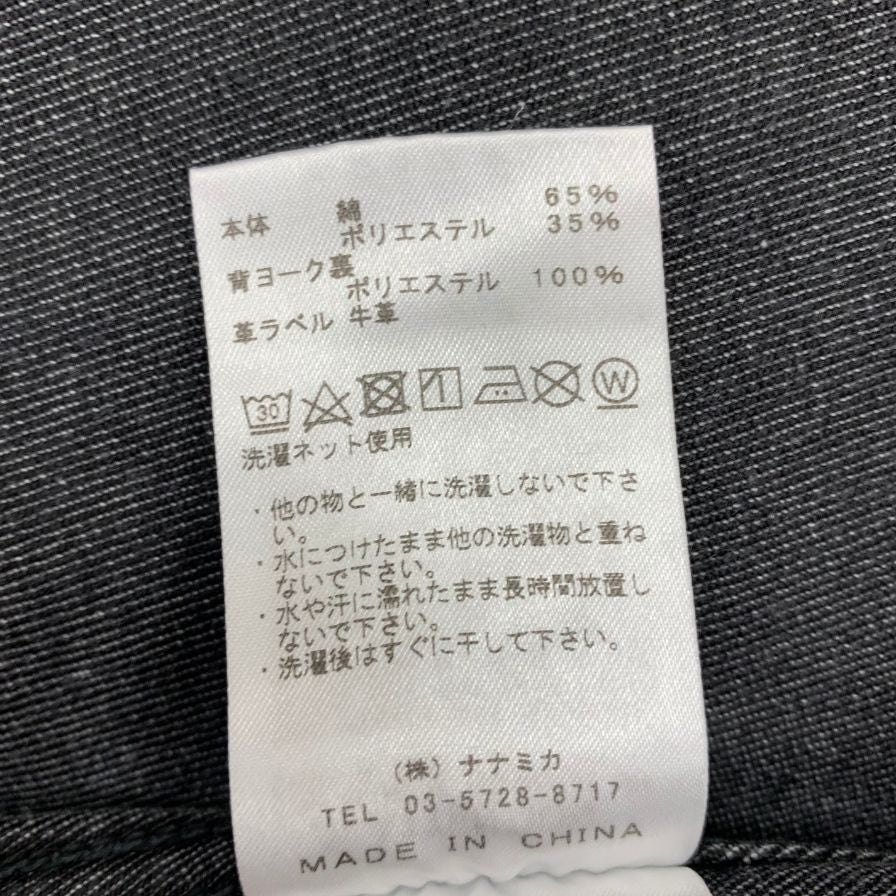 本体 綿 65%
ポリエステル 35%
背ヨーク裏
ポリエステル 100%
革ラベル 牛革
30 W
洗濯ネット使用
・他の物と一緒に洗濯しないで下さ
い。
・水につけたまま他の洗濯物と重ね
ないで下さい。
・水や汗に濡れたまま長時間放置し
ないで下さい。
・洗濯後はすぐに干して下さい。
(株)ナナミカ
TEL 03-5728-8717
MADE IN CHINA